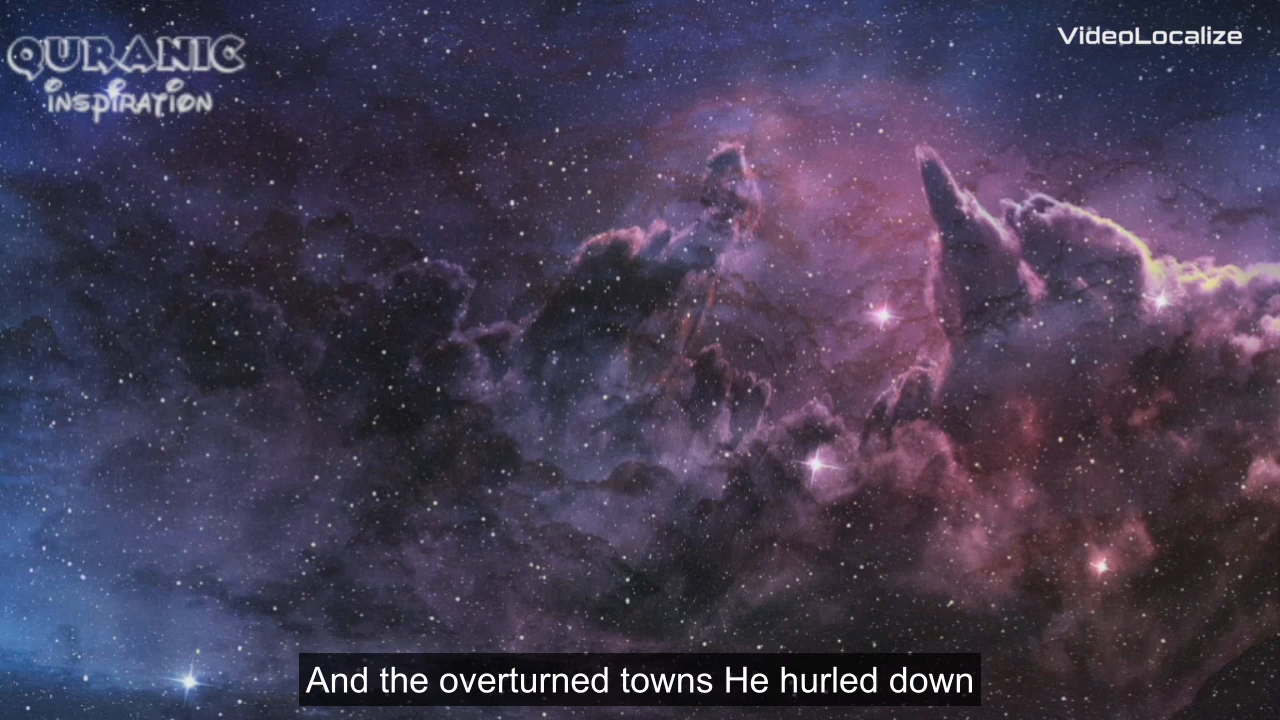 QURANIC
INSPIRATION
VideoLocalize
And the overturned towns He hurled down